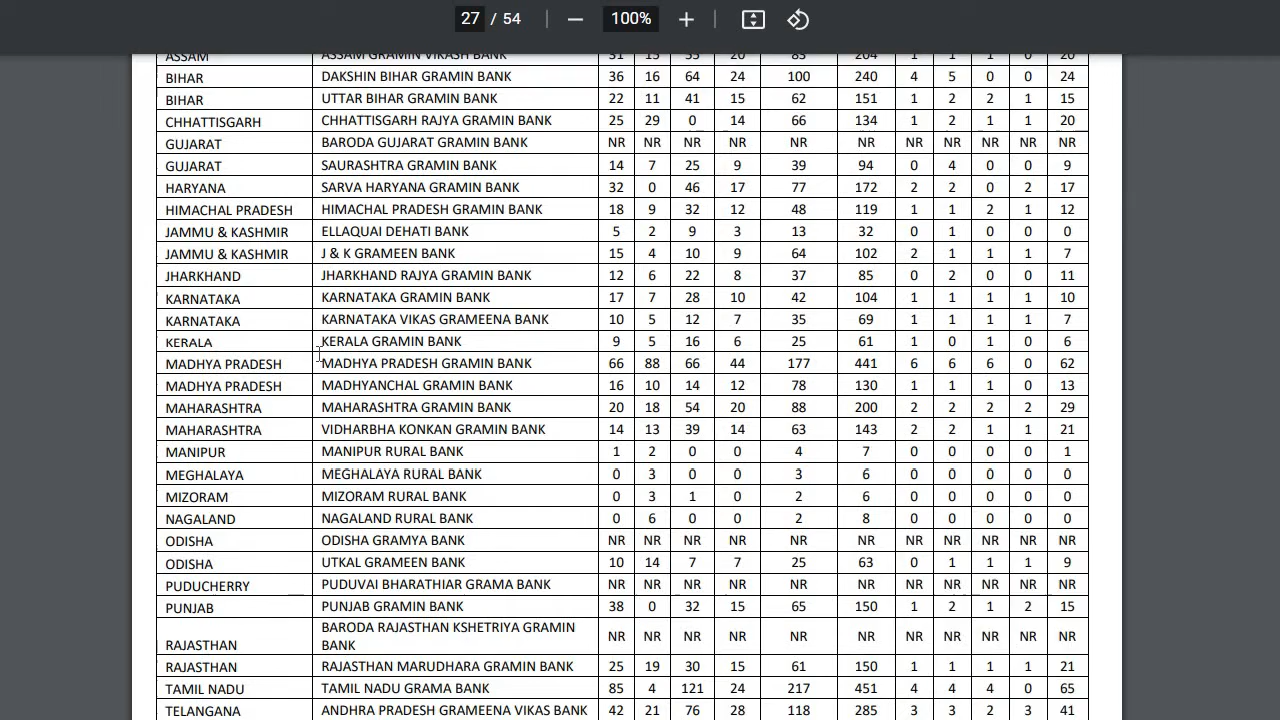 27 / 54 100%
ASSAM ASSAM GRAMIN VIKASH BANK 31 15 20 85 204 1 1 1 0 20
BIHAR DAKSHIN BIHAR GRAMIN BANK 36 16 64 24 100 240 4 5 0 0 24
BIHAR UTTAR BIHAR GRAMIN BANK 22 11 41 15 62 151 1 2 2 1 15
CHHATTISGARH CHHATTISGARH RAJYA GRAMIN BANK 25 29 0 14 66 134 1 2 1 1 20
GUJARAT BARODA GUJARAT GRAMIN BANK NR NR NR NR NR NR NR NR NR NR NR
GUJARAT SAURASHTRA GRAMIN BANK 14 7 25 9 39 94 0 4 0 0 9
HARYANA SARVA HARYANA GRAMIN BANK 32 0 46 17 77 172 2 2 0 2 17
HIMACHAL PRADESH HIMACHAL PRADESH GRAMIN BANK 18 9 32 12 48 119 1 1 2 1 12
JAMMU & KASHMIR ELLAQUAI DEHATI BANK 5 2 9 3 13 32 0 1 0 0 0
JAMMU & KASHMIR J & K GRAMEEN BANK 15 4 10 9 64 102 2 1 1 1 7
JHARKHAND JHARKHAND RAJYA GRAMIN BANK 12 6 22 8 37 85 0 2 0 0 11
KARNATAKA KARNATAKA GRAMIN BANK 17 7 28 10 42 104 1 1 1 1 10
KARNATAKA KARNATAKA VIKAS GRAMEENA BANK 10 5 12 7 35 69 1 1 1 1 7
KERALA KERALA GRAMIN BANK 9 5 16 6 25 61 1 0 1 0 6
MADHYA PRADESH MADHYA PRADESH GRAMIN BANK 66 88 66 44 177 441 6 6 6 0 62
MADHYA PRADESH MADHYANCHAL GRAMIN BANK 16 10 14 12 78 130 1 1 1 0 13
MAHARASHTRA MAHARASHTRA GRAMIN BANK 20 18 54 20 88 200 2 2 2 2 29
MAHARASHTRA VIDHARBHA KONKAN GRAMIN BANK 14 13 39 14 63 143 2 2 1 1 21
MANIPUR MANIPUR RURAL BANK 1 2 0 0 4 7 0 0 0 0 1
MEGHALAYA MEGHALAYA RURAL BANK 0 3 0 0 3 6 0 0 0 0 0
MIZORAM MIZORAM RURAL BANK 0 3 1 0 2 6 0 0 0 0 0
NAGALAND NAGALAND RURAL BANK 0 6 0 0 2 8 0 0 0 0 0
ODISHA ODISHA GRAMYA BANK NR NR NR NR NR NR NR NR NR NR NR
ODISHA UTKAL GRAMEEN BANK 10 14 7 7 25 63 0 1 1 1 9
PUDUCHERRY PUDUVAI BHARATHIAR GRAMA BANK NR NR NR NR NR NR NR NR NR NR NR
PUNJAB PUNJAB GRAMIN BANK 38 0 32 15 65 150 1 2 1 2 15
BARODA RAJASTHAN KSHETRIYA GRAMIN
RAJASTHAN BANK NR NR NR NR NR NR NR NR NR NR NR
RAJASTHAN RAJASTHAN MARUDHARA GRAMIN BANK 25 19 30 15 61 150 1 1 1 1 21
TAMIL NADU TAMIL NADU GRAMA BANK 85 4 121 24 217 451 4 4 4 0 65
TELANGANA ANDHRA PRADESH GRAMEENA VIKAS BANK 42 21 76 28 118 285 3 3 2 3 41